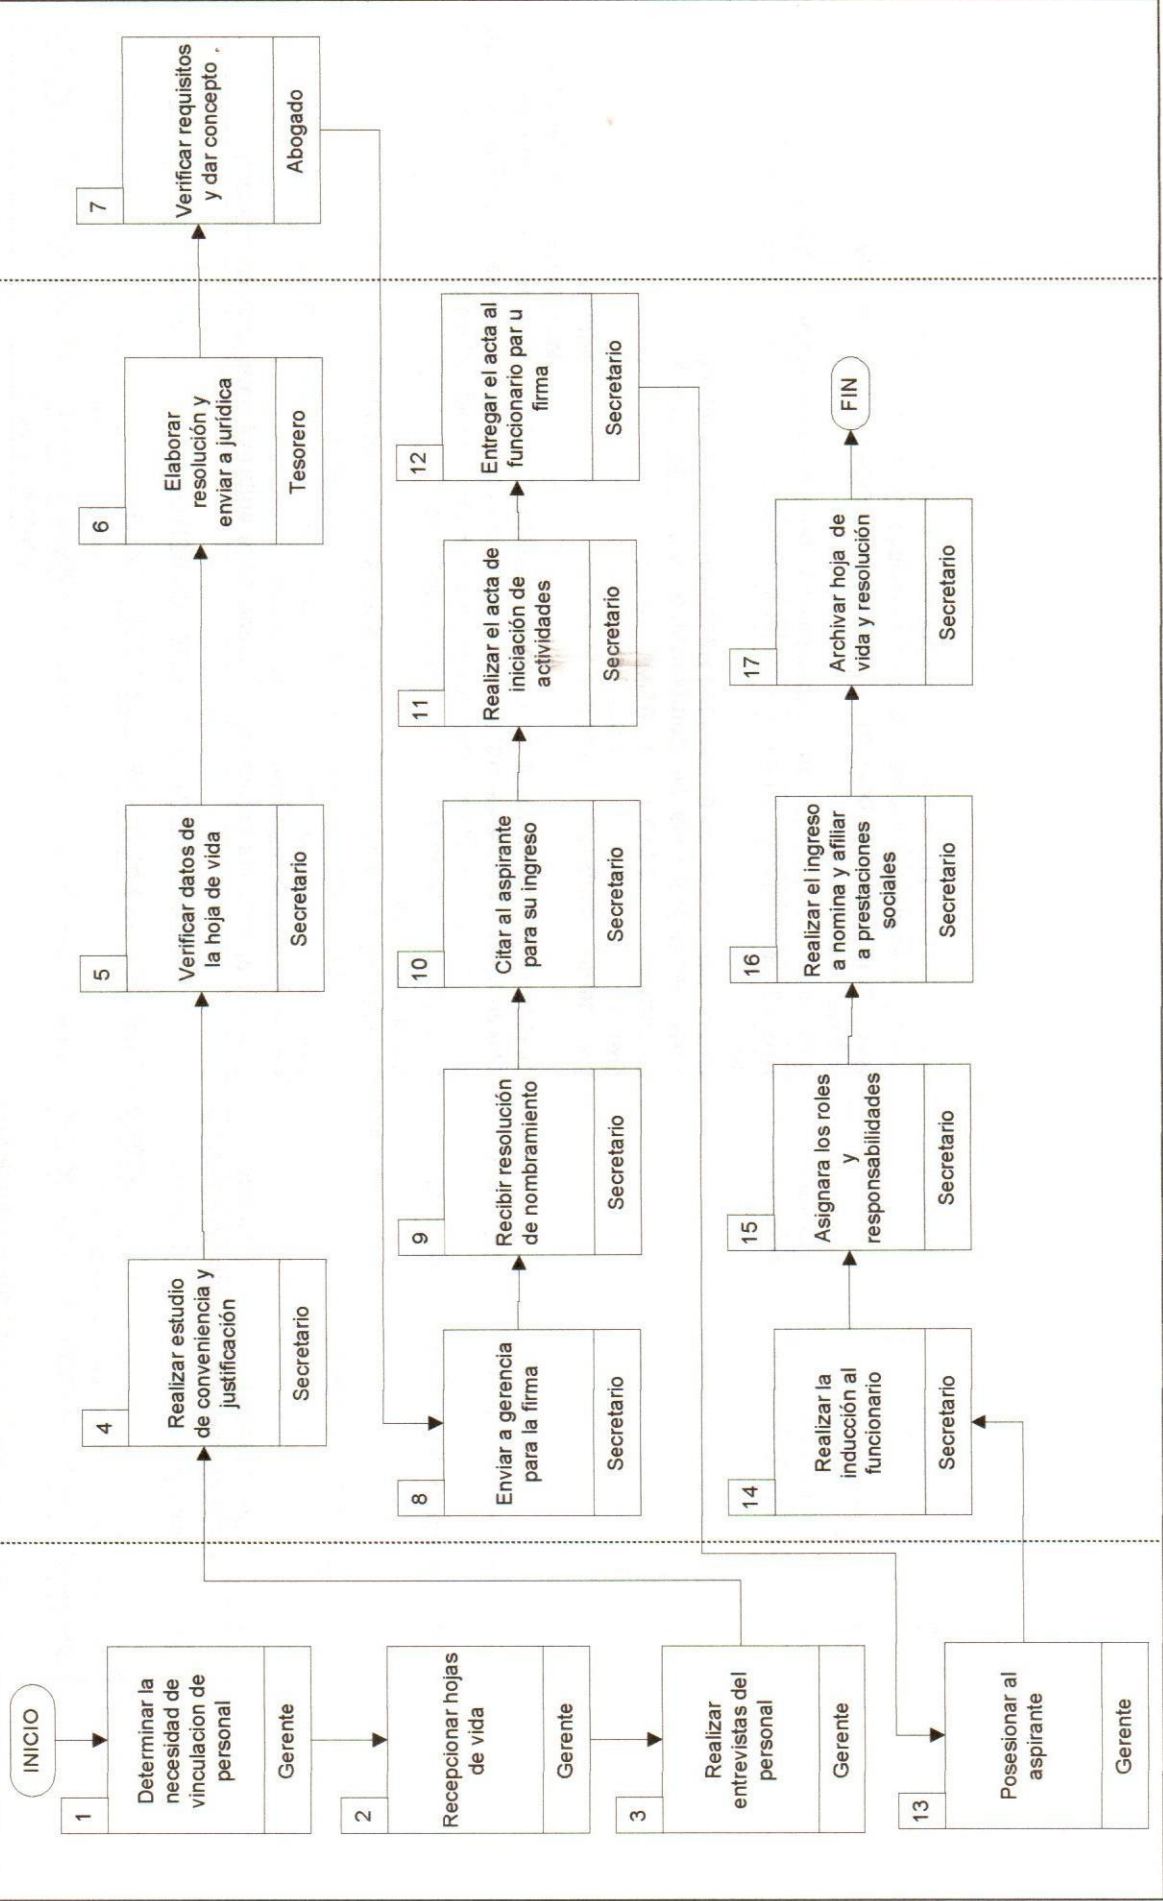 INICIO
1
Determinar la
necesidad de
vinculacion de
personal
Gerente
2
Recepcionar hojas
de vida
Gerente
3
Realizar
entrevistas del
personal
Gerente
4
Realizar estudio
de conveniencia y
justificación
Secretario
5
Verificar datos de
la hoja de vida
Secretario
6
Elaborar
resolución y
enviar a jurídica
Tesorero
7
Verificar requisitos
y dar concepto
Abogado
8
Enviar a gerencia
para la firma
Secretario
9
Recibir resolución
de nombramiento
Secretario
10
Citar al aspirante
para su ingreso
Secretario
11
Realizar el acta de
iniciación de
actividades
Secretario
12
Entregar el acta al
funcionario par u
firma
Secretario
13
Posesionar al
aspirante
Gerente
14
Realizar la
inducción al
funcionario
Secretario
15
Asignara los roles
y
responsabilidades
Secretario
16
Realizar el ingreso
a nomina y afiliar
a prestaciones
sociales
Secretario
17
Archivar hoja de
vida y resolución
Secretario
FIN